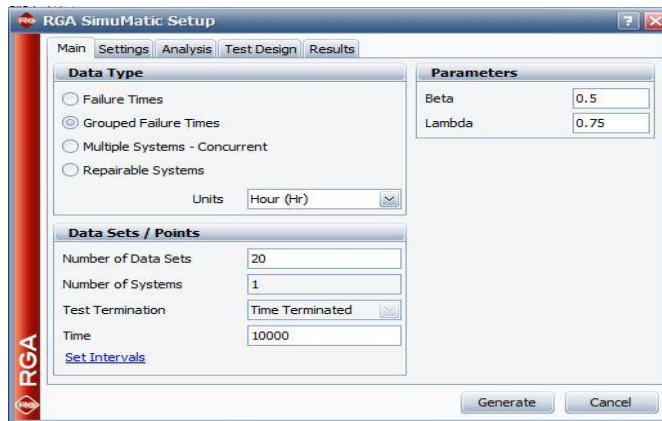 RGA SimuMatic Setup
Main Settings Analysis Test Design Results
Data Type
Failure Times
Grouped Failure Times
Multiple Systems - Concurrent
Repairable Systems
Units Hour (Hr)
Data Sets / Points
Number of Data Sets 20
Number of Systems 1
Test Termination Time Terminated
Time 10000
Set Intervals
Parameters
Beta 0.5
Lambda 0.75
RGA
Generate Cancel